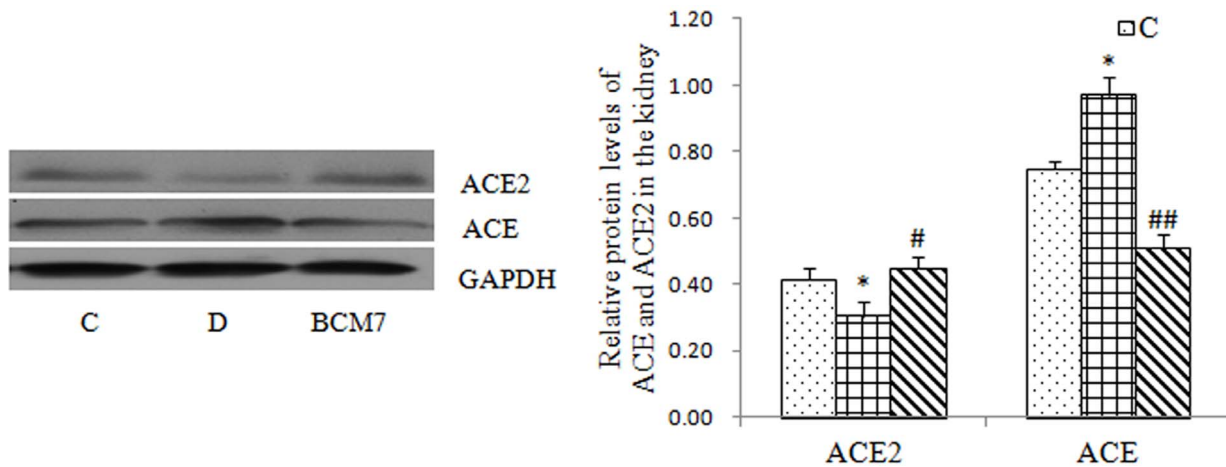 ACE2
ACE
GAPDH
C D BCM7
Relative protein levels of
ACE and ACE2 in the kidney
1.20
1.00
0.80
0.60
0.40
0.20
0.00
C
*
#
*
##
ACE2 ACE